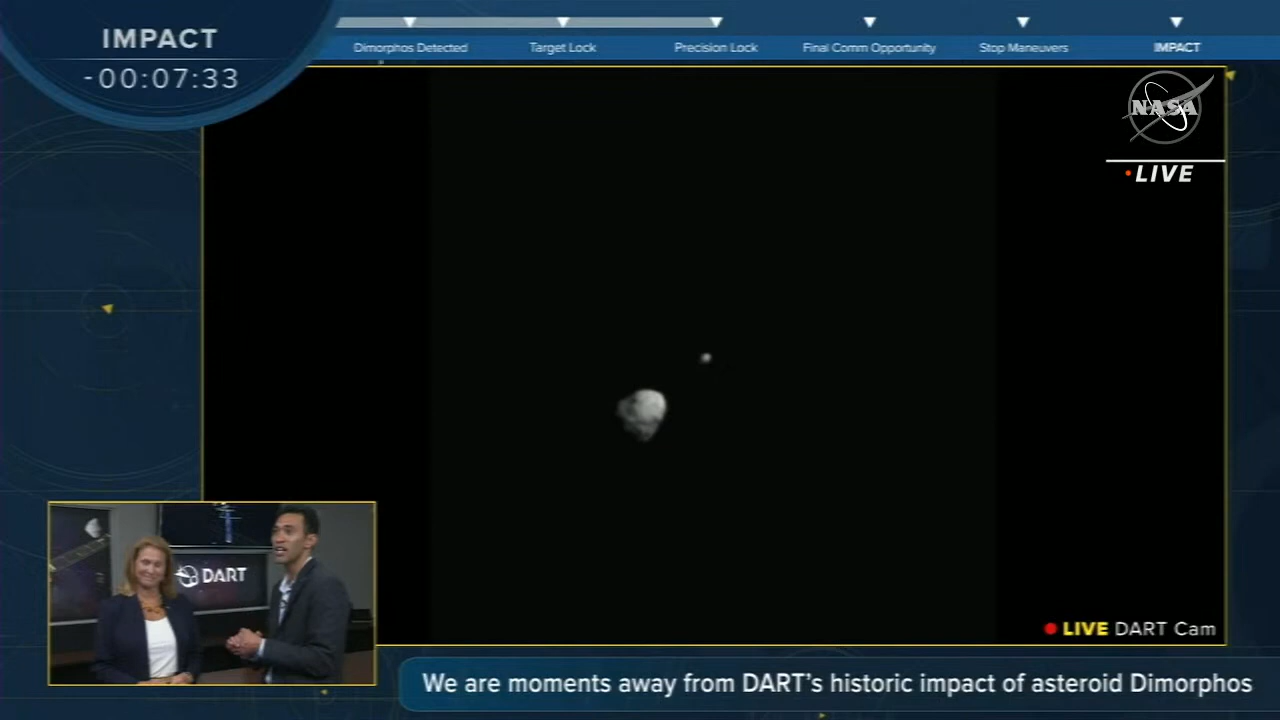 IMPACT
-00:07:33
Dimorphos Detected
Target Lock
Precision Lock
Final Comm Opportunity
Stop Maneuvers
IMPACT
NASA
LIVE
DART
LIVE DART Cam
We are moments away from DART's historic impact of asteroid Dimorphos